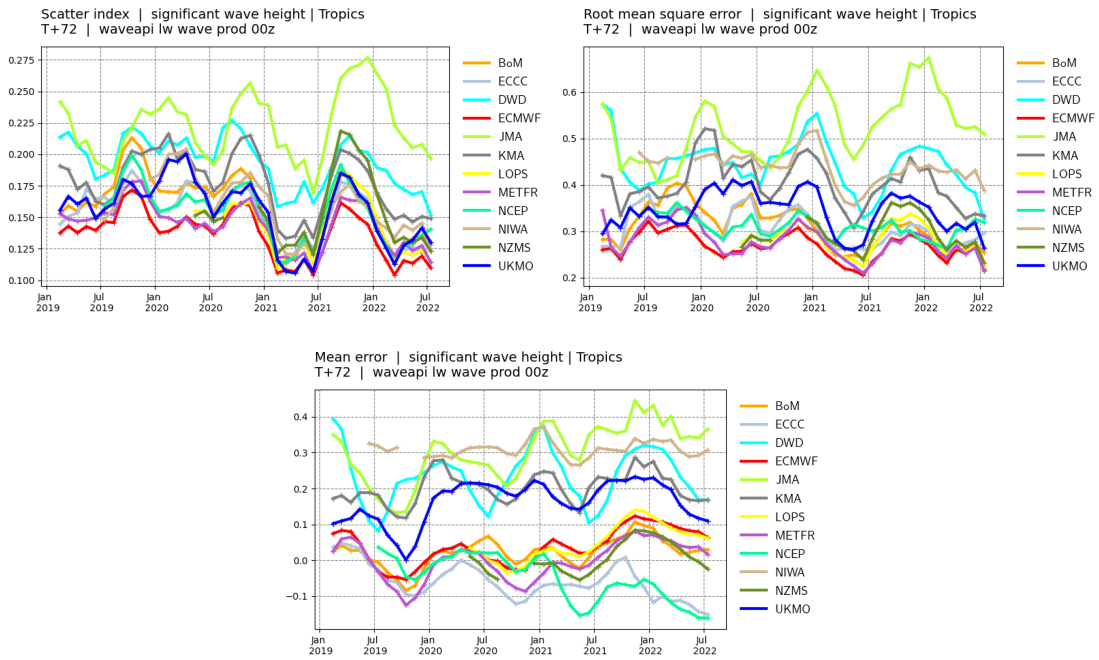 Scatter index | significant wave height | Tropics
T+72 | waveapi lw wave prod 00z
0.275
0.250
0.225
0.200
0.175
0.150
0.125
0.100
Jan 2019
Jul
Jan 2020
Jul
Jan 2021
Jul
Jan 2022
Jul 2022
BoM
ECCC
DWD
ECMWF
JMA
KMA
LOPS
METFR
NCEP
NIWA
NZMS
UKMO
Root mean square error | significant wave height | Tropics
T+72 | waveapi lw wave prod 00z
0.6
0.5
0.4
0.3
0.2
Jan Jul Jan Jul Jan Jul Jan Jul
2019 2019 2020 2020 2021 2021 2022 2022
BoM
ECCC
DWD
ECMWF
JMA
KMA
LOPS
METFR
NCEP
NIWA
NZMS
UKMO
Mean error | significant wave height | Tropics
T+72 | waveapi lw wave prod 00z
0.4
0.3
0.2
0.1
0.0
−0.1
Jan Jul Jan Jul Jan Jul Jan Jul
2019 2019 2020 2020 2021 2021 2022 2022
BoM
ECCC
DWD
ECMWF
JMA
KMA
LOPS
METFR
NCEP
NIWA
NZMS
UKMO